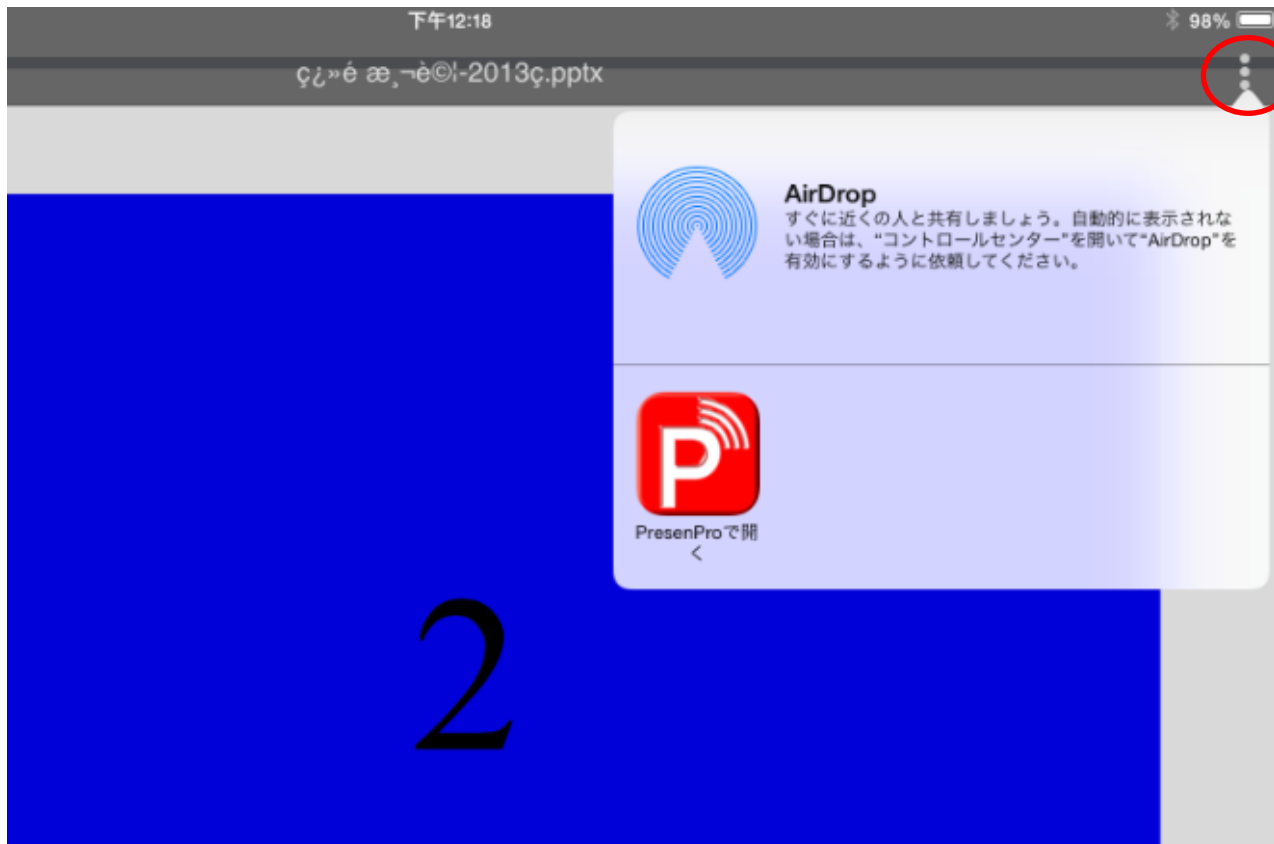 下午12:18
98%
ç¿»é æ¸¬è©¦-2013ç.pptx
AirDrop
すぐに近くの人と共有しましょう。自動的に表示されな
い場合は、“コントロールセンター”を開いて“AirDrop”を
有効にするように依頼してください。
P
PresenProで開
く
2